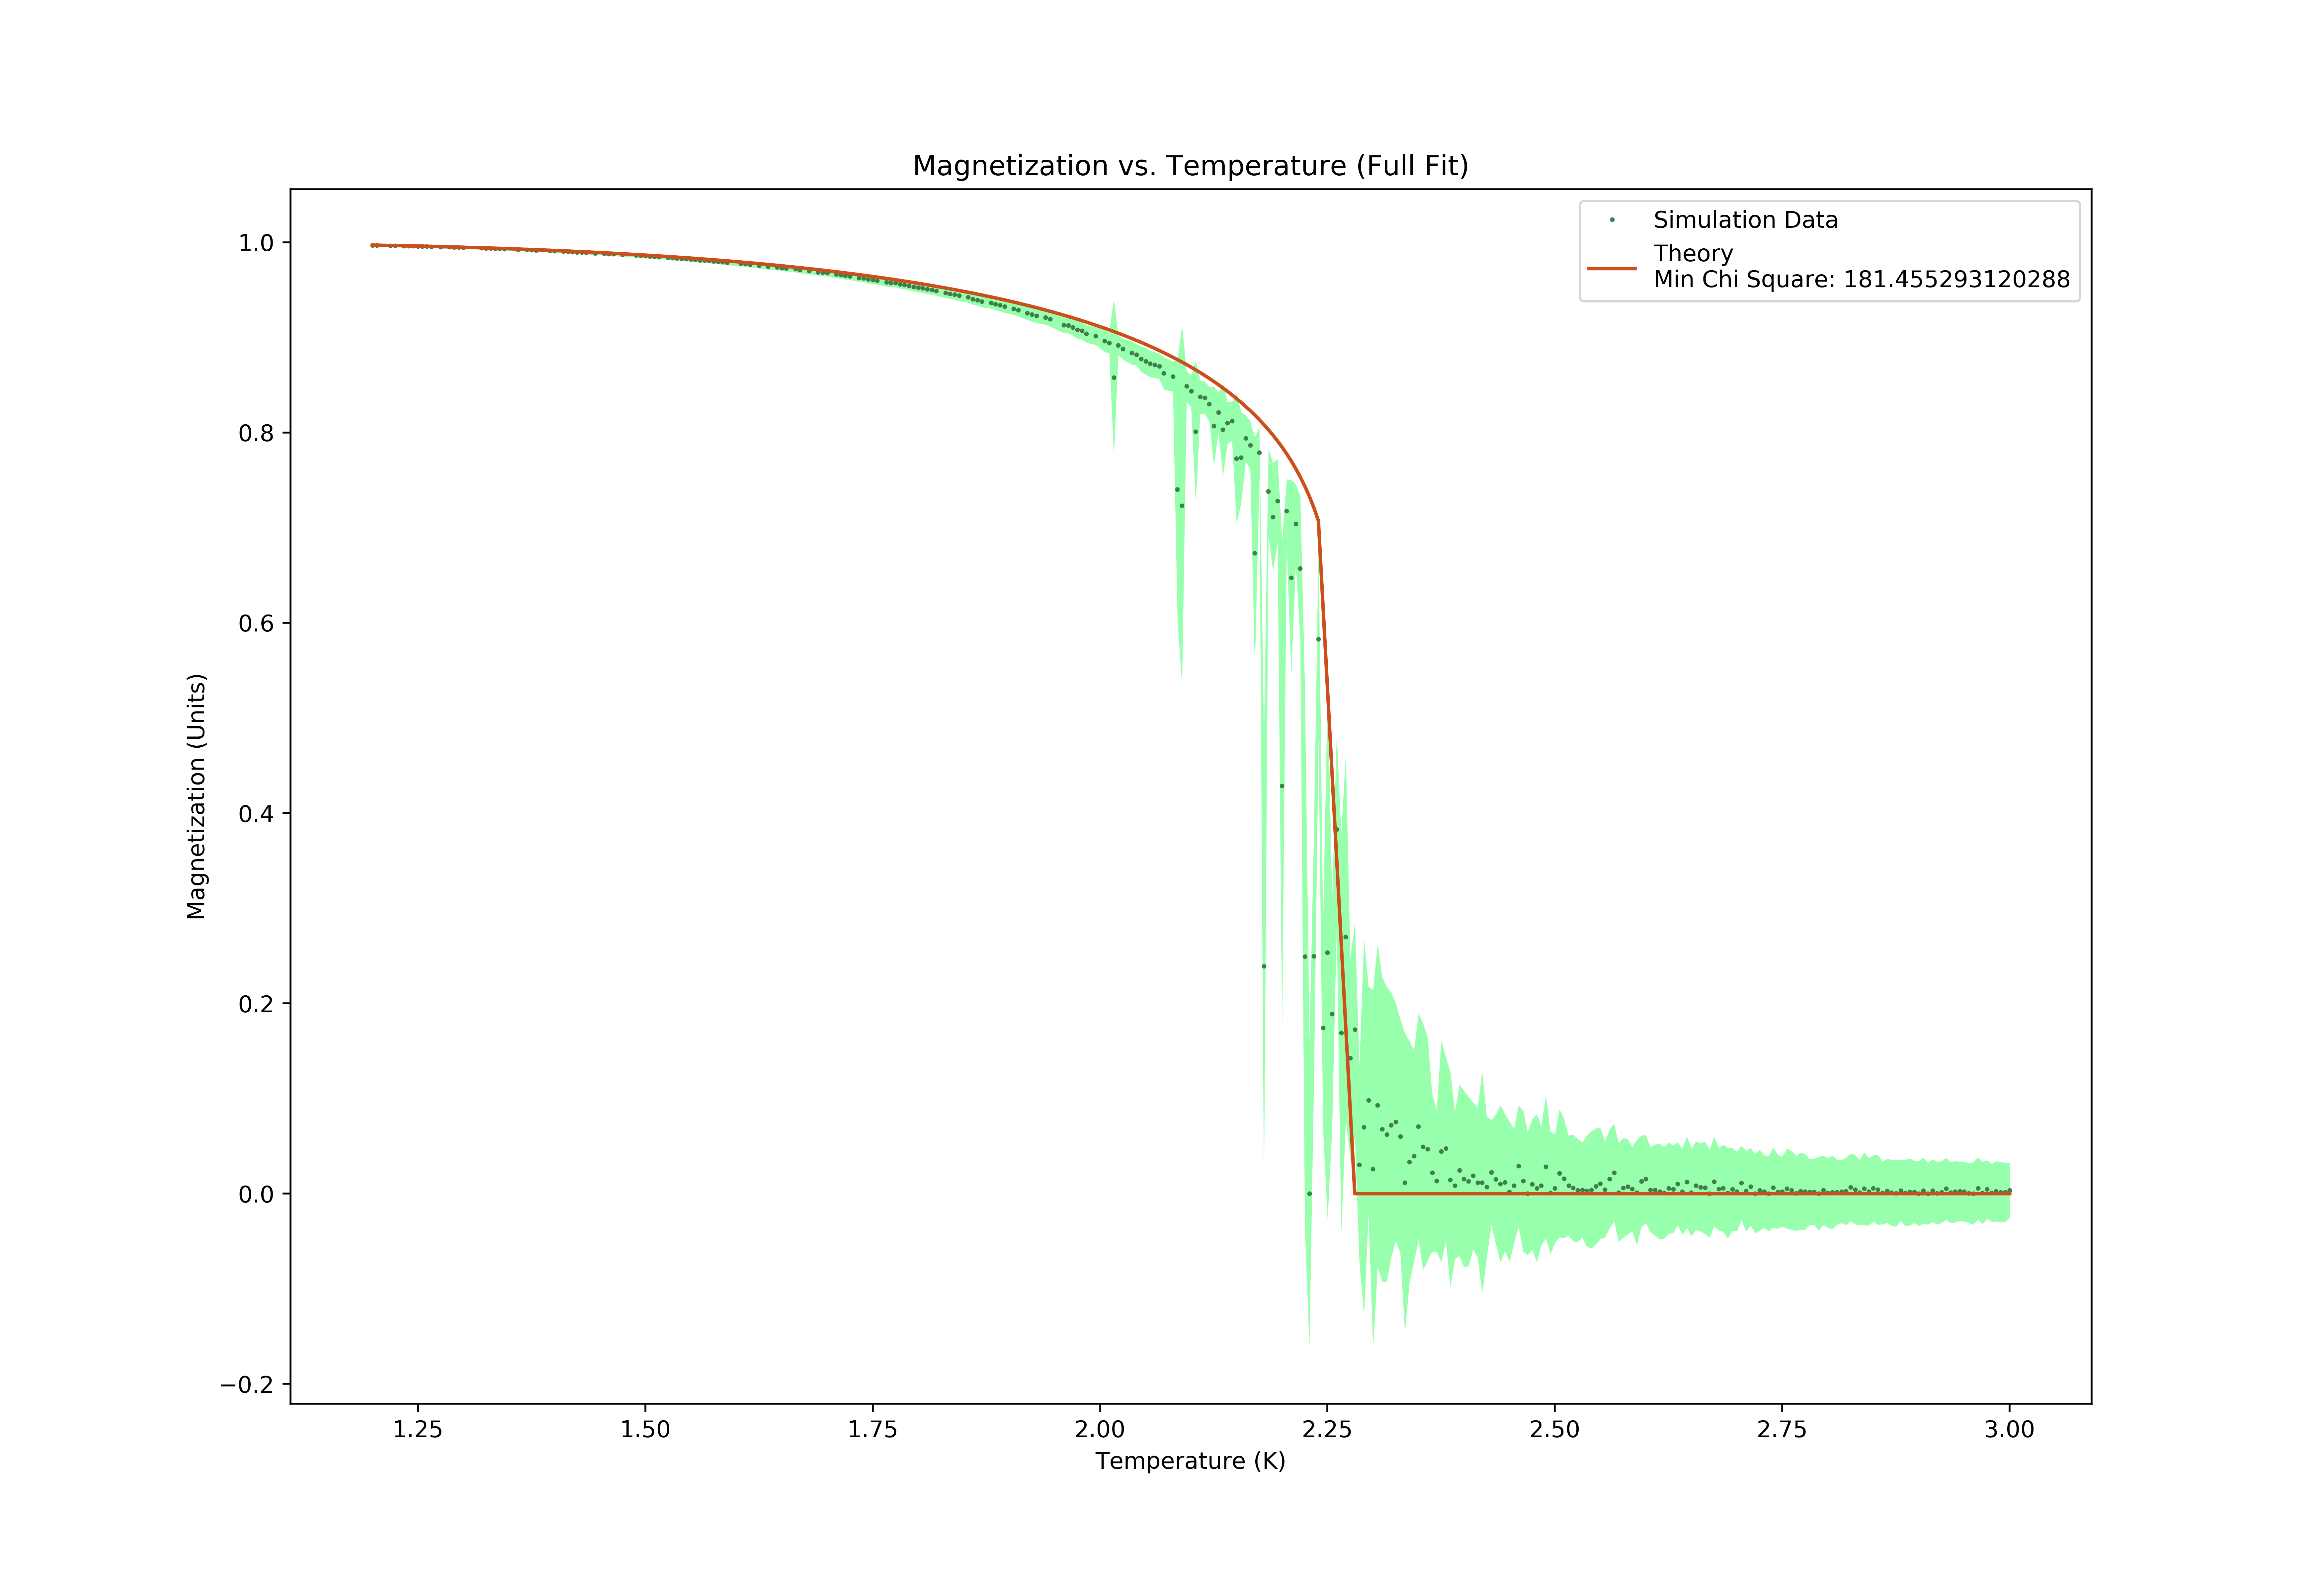 Magnetization vs. Temperature (Full Fit)
Simulation Data
Theory
Min Chi Square: 181.455293120288
Magnetization (Units)
1.0
0.8
0.6
0.4
0.2
0.0
−0.2
1.25
1.50
1.75
2.00
2.25
2.50
2.75
3.00
Temperature (K)